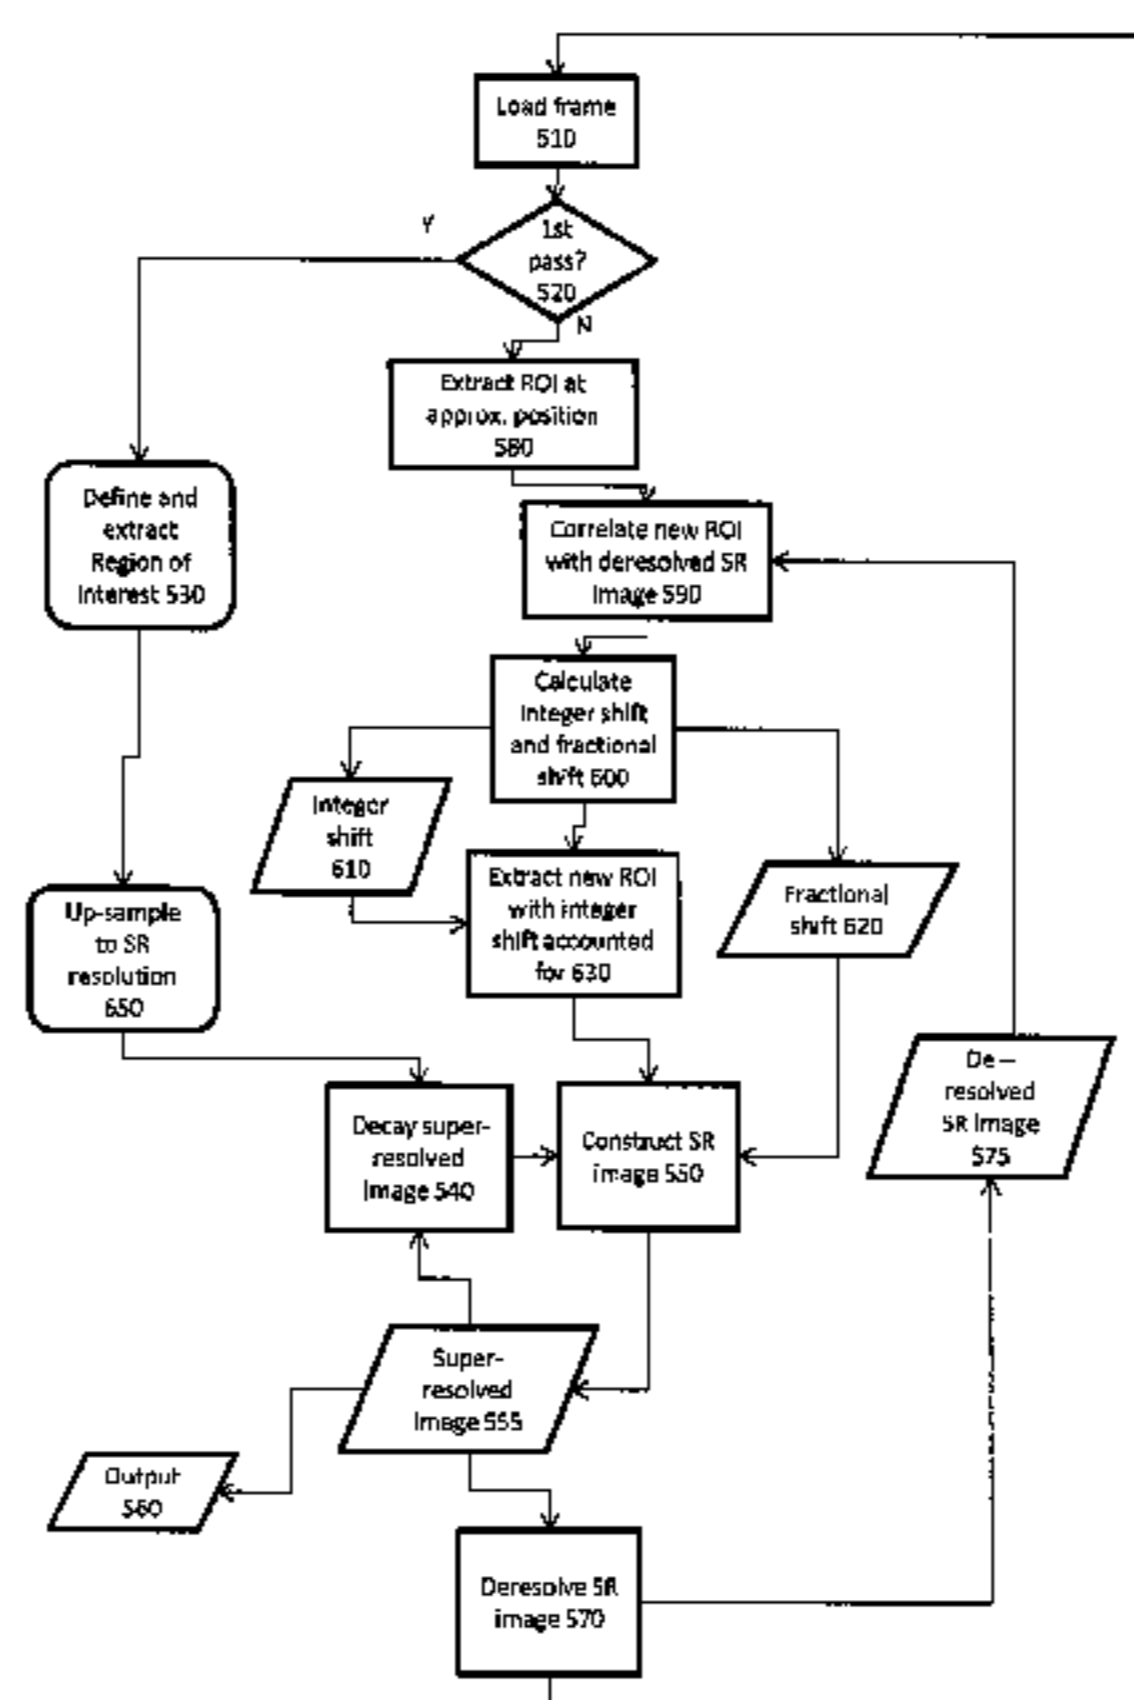 Load frame
510
Y
1st
pass?
520
N
Extract ROI at
approx. position
580
Define and
extract
Region of
Interest 530
Correlate new ROI
with deresolved SR
Image 590
Calculate
Integer shift
and fractional
shift 600
Integer
shift
610
Extract new ROI
with integer
shift accounted
for 630
Fractional
shift 620
Up-sample
to SR
resolution
650
De –
resolved
SR Image
575
Decay super-
resolved
Image 540
Construct SR
image 550
Super-
resolved
Image 555
Output
560
Deresolve SR
image 570